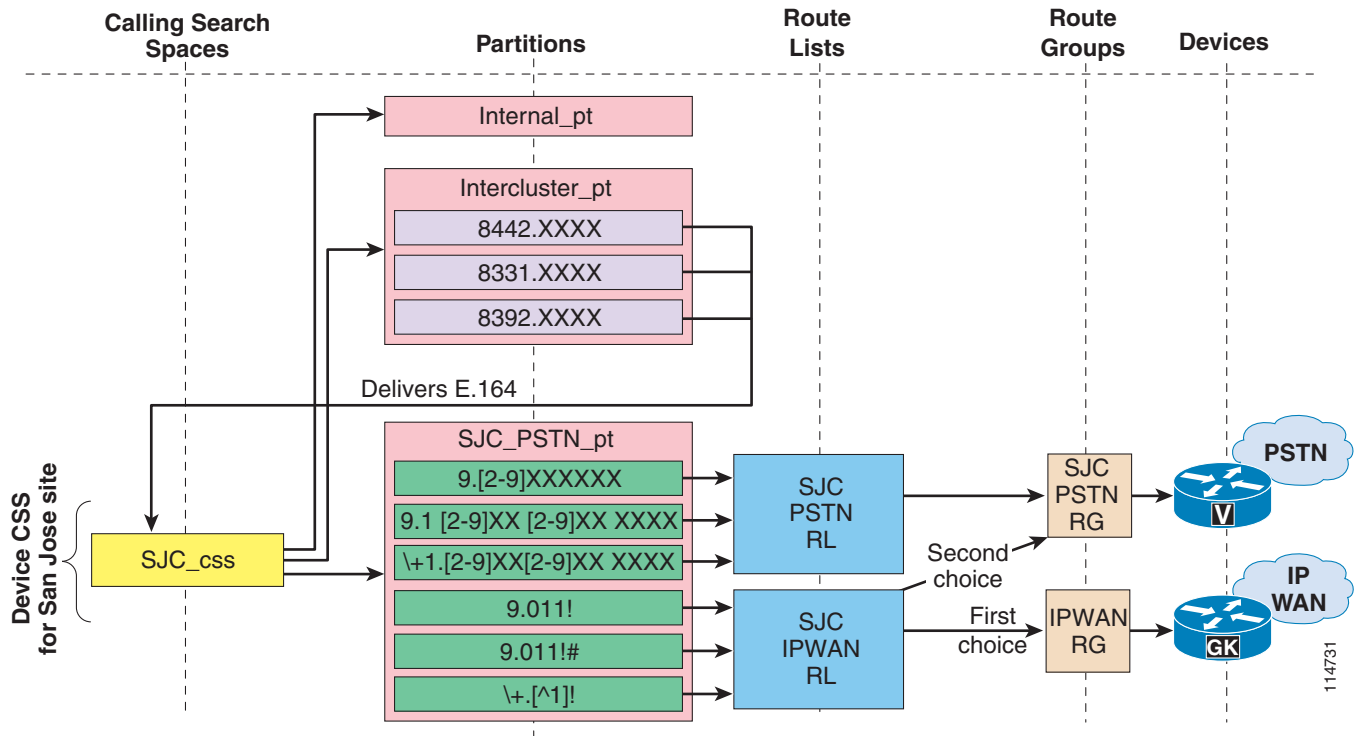 Calling Search
Spaces
Partitions
Route
Lists
Route
Groups
Devices
Internal_pt
Intercluster_pt
8442.XXXX
8331.XXXX
8392.XXXX
Delivers E.164
SJC_PSTN_pt
9.[2-9]XXXXXX
9.1 [2-9]XX [2-9]XX XXXX
\+1.[2-9]XX[2-9]XX XXXX
9.011!
9.011!#
\+.[^1]!
Device CSS
for San Jose site
SJC_css
SJC
PSTN
RL
SJC
IPWAN
RL
Second
choice
First
choice
SJC
PSTN
RG
IPWAN
RG
PSTN
V
IP
WAN
GK
114731